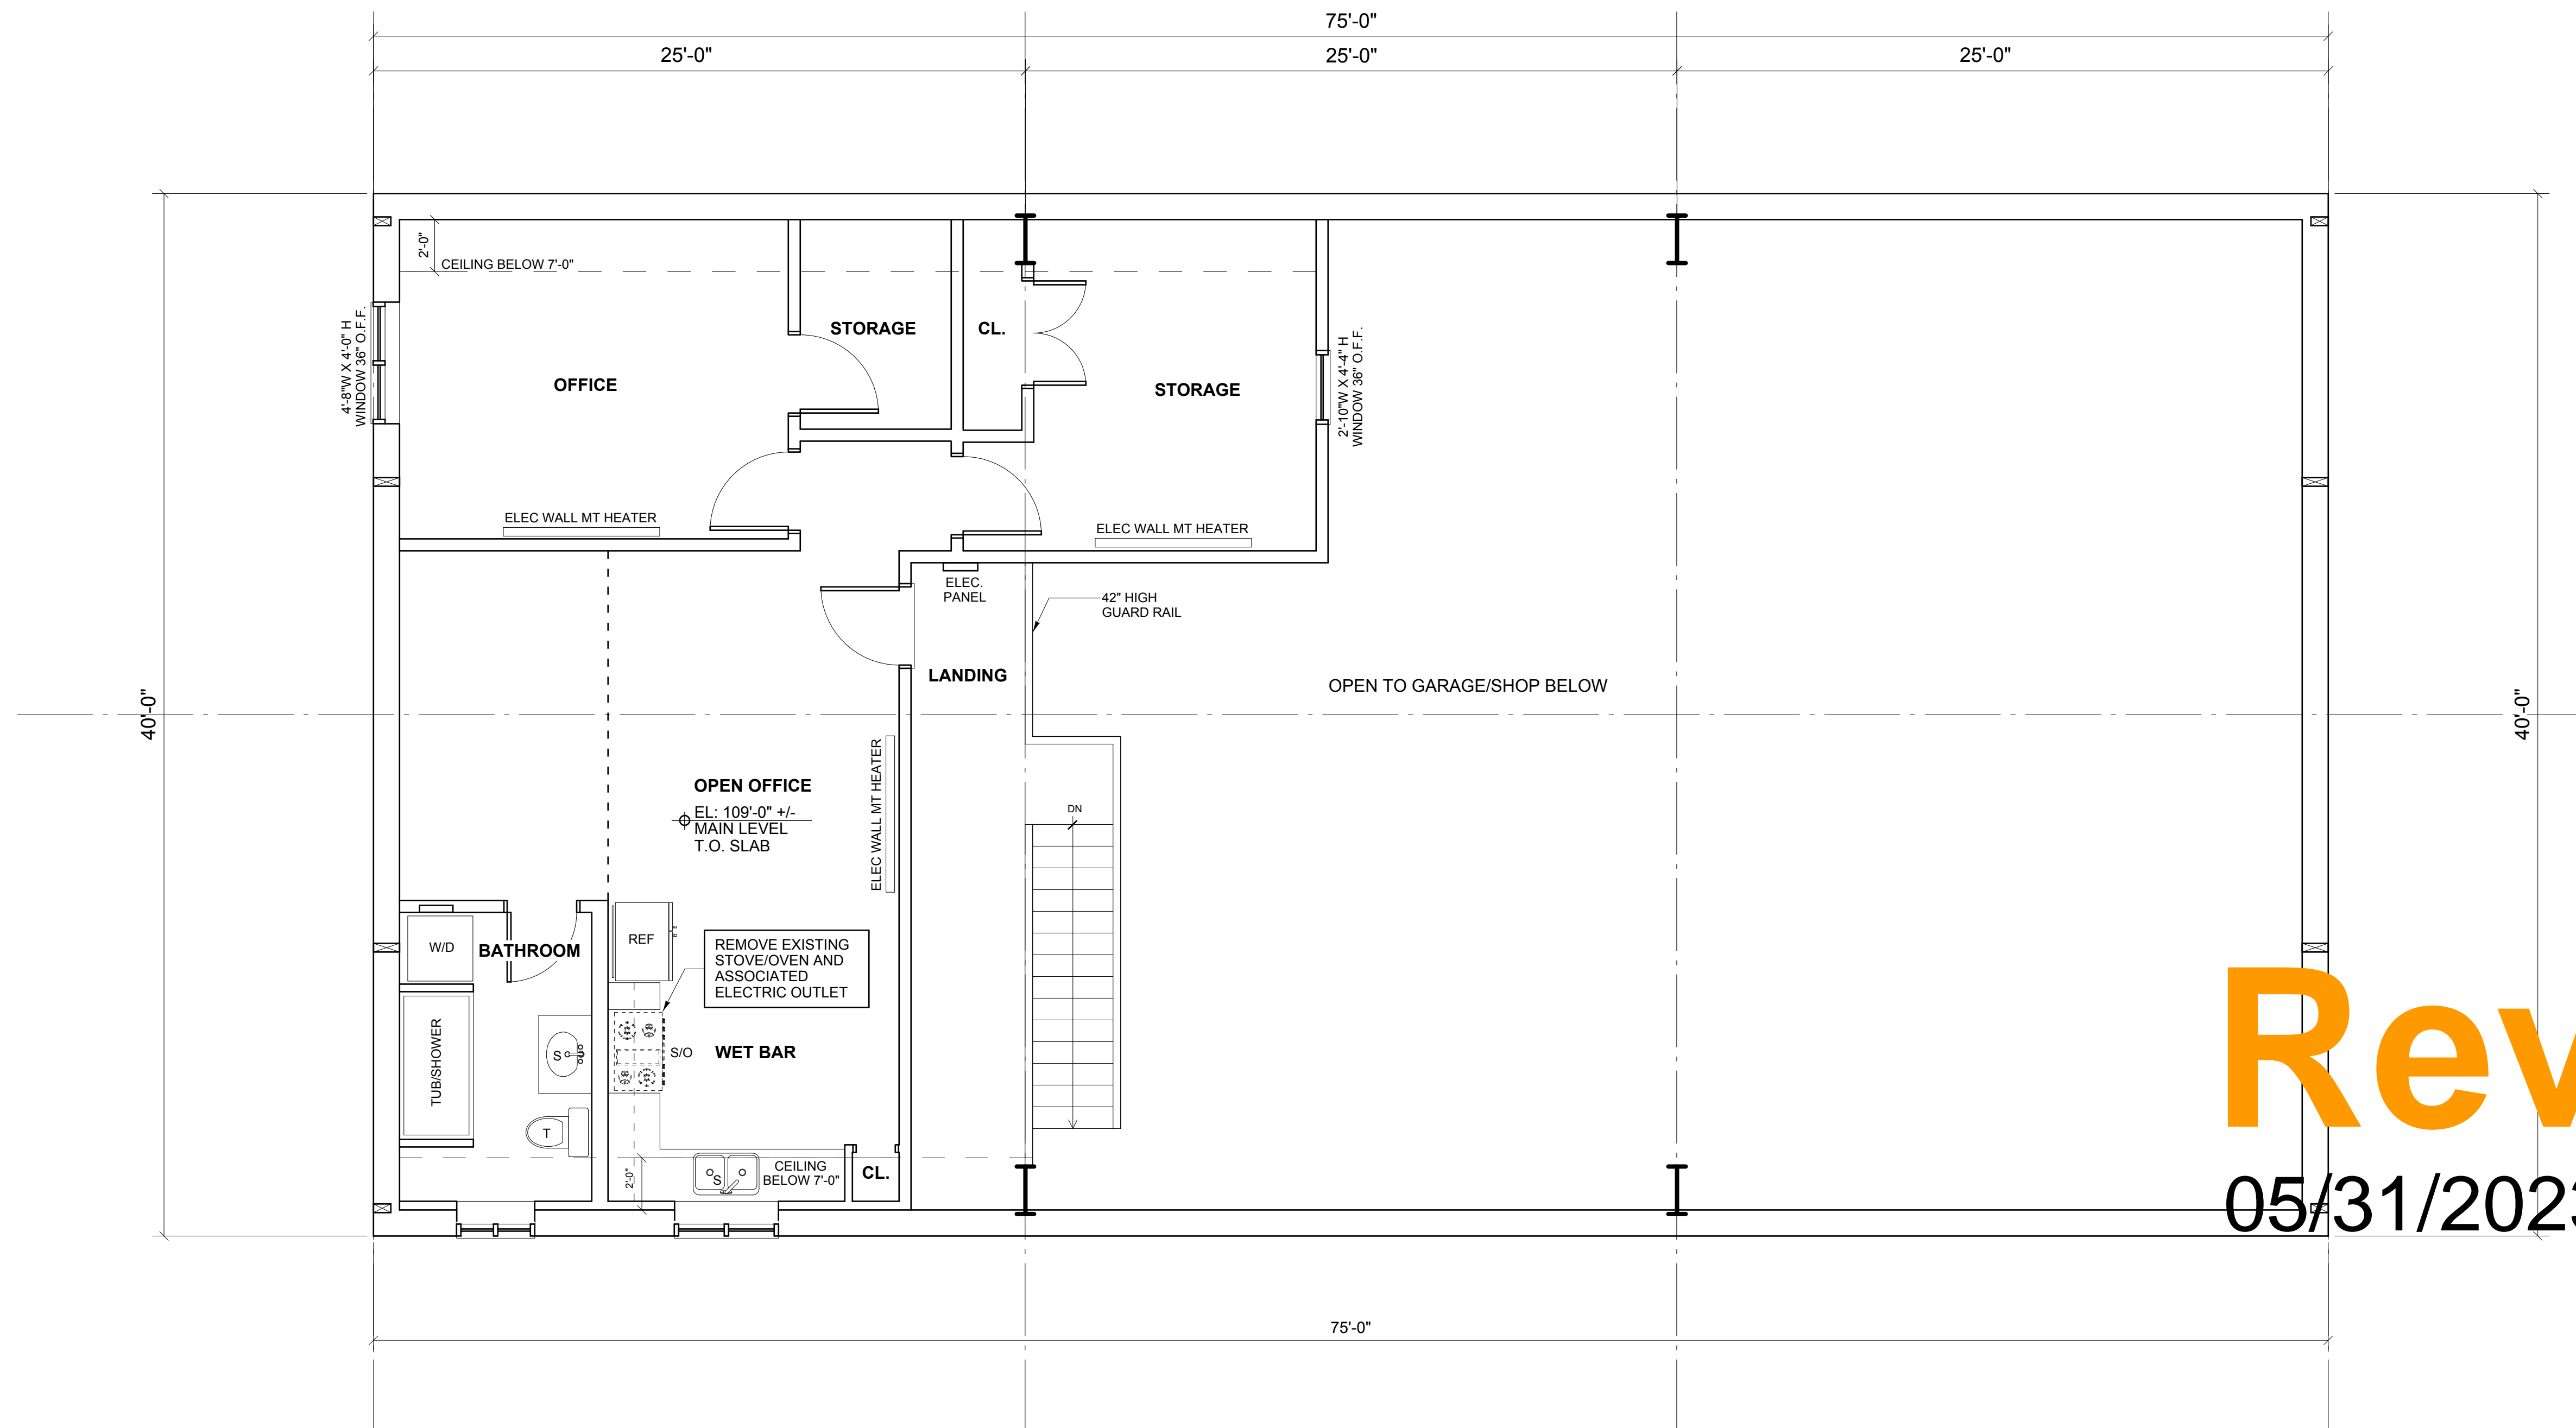 75'-0"
25'-0"
25'-0"
25'-0"
2'-0"
CEILING BELOW 7'-0"
4'-8"W X 4'-0" H
WINDOW 36" O.F.F.
OFFICE
STORAGE
CL.
STORAGE
2'-10"W X 4'-4" H
WINDOW 36" O.F.F.
ELEC WALL MT HEATER
ELEC WALL MT HEATER
ELEC.
PANEL
42" HIGH
GUARD RAIL
LANDING
OPEN TO GARAGE/SHOP BELOW
40'-0"
40'-0"
OPEN OFFICE
EL: 109'-0" +/-
MAIN LEVEL
T.O. SLAB
ELEC WALL MT HEATER
DN
W/D
BATHROOM
REF
REMOVE EXISTING
STOVE/OVEN AND
ASSOCIATED
ELECTRIC OUTLET
TUB/SHOWER
S
S/O
WET BAR
T
2'-0"
S
CEILING
BELOW 7'-0"
CL.
Rev
05/31/2023
75'-0"